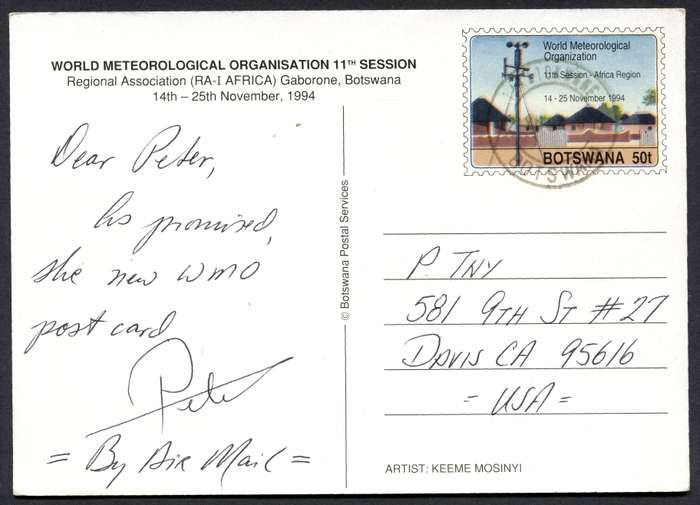 WORLD METEOROLOGICAL ORGANISATION 11TH SESSION
Regional Association (RA-I AFRICA) Gaborone, Botswana
14th – 25th November, 1994
World Meteorological
Organization
11th Session - Africa Region
14 - 25 November 1994
BOTSWANA 50t
BOTSWANA
Dear Peter,
As promised,
the new WMO
post card
Peter
= By Air Mail =
© Botswana Postal Services
P. TNY
581 9TH ST #27
DAVIS CA 95616
= USA =
ARTIST: KEEME MOSINYI